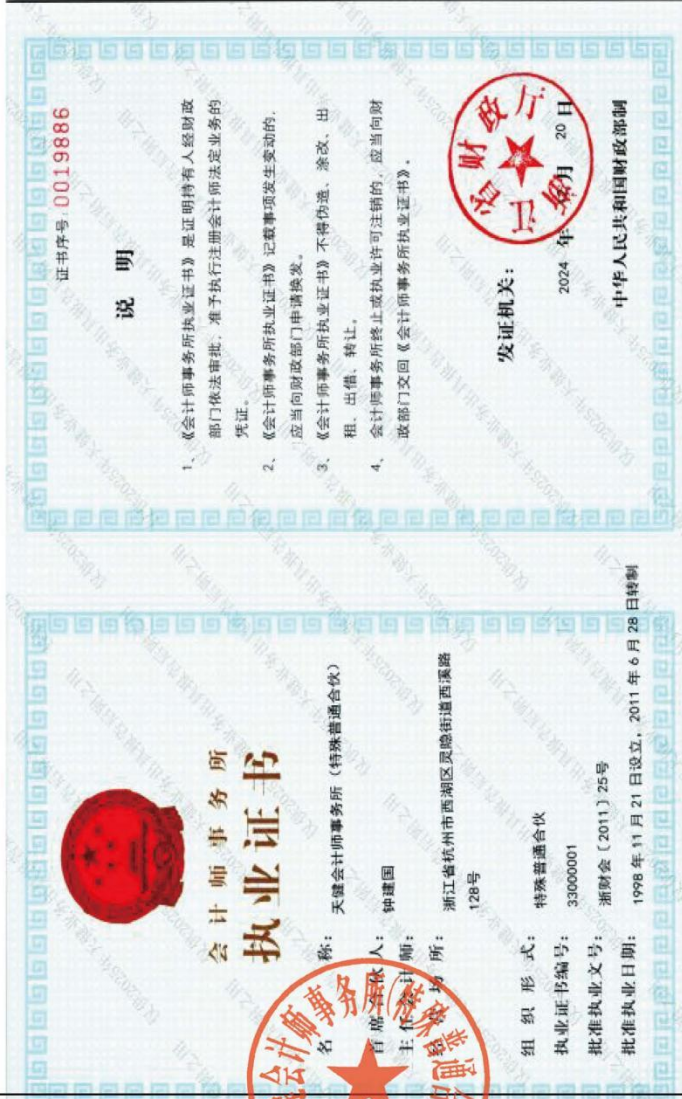 会计师事务所
执业证书
名 称：天健会计师事务所（特殊普通合伙）
首席合伙人：钟建国
主任会计师：
经营场所：浙江省杭州市西湖区灵隐街道西溪路
128号
组织形式：特殊普通合伙
执业证书编号：33000001
批准执业文号：浙财会〔2011〕25号
批准执业日期：1998年11月21日设立，2011年6月28日转制
证书序号：0019886
说 明
1、《会计师事务所执业证书》是证明持有人经财政
部门依法审批，准予执行注册会计师法定业务的
凭证。
2、《会计师事务所执业证书》记载事项发生变动的，
应当向财政部门申请换发。
3、《会计师事务所执业证书》不得伪造、涂改、出
租、出借、转让。
4、会计师事务所终止或执业许可注销的，应当向财
政部门交回《会计师事务所执业证书》。
发证机关：
2024 年 月 20 日
中华人民共和国财政部制
会计师事务所(特殊普通
省财政厅